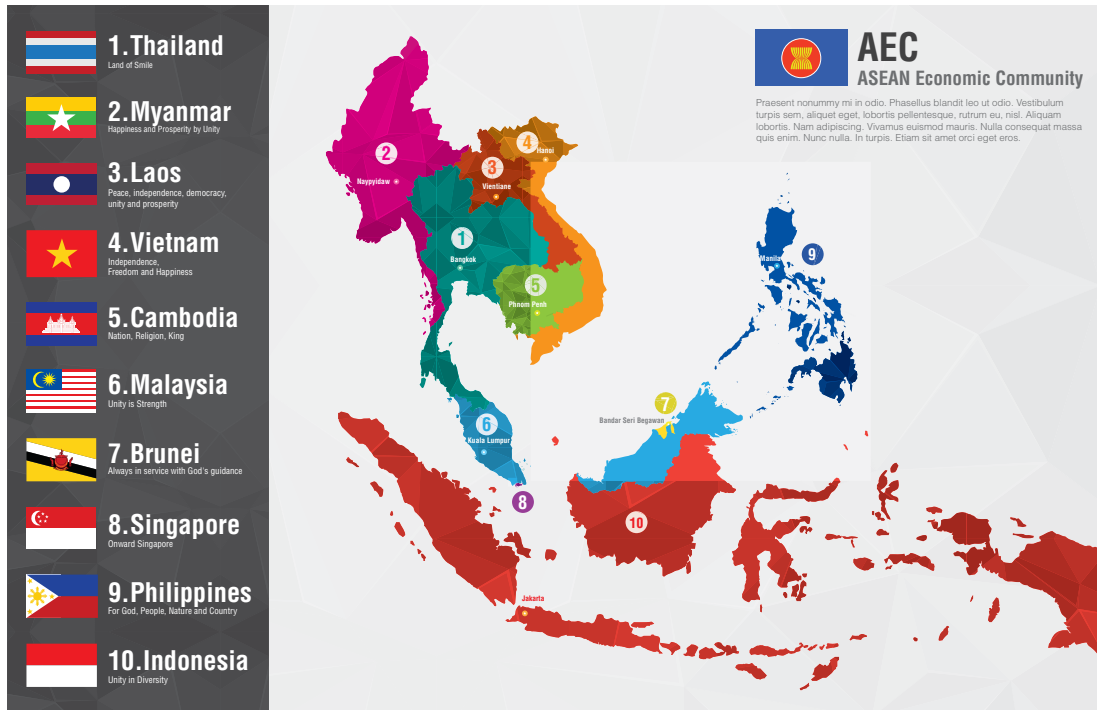 1.Thailand
Land of Smile
2.Myanmar
Happiness and Prosperity by Unity
3.Laos
Peace, independence, democracy,
unity and prosperity
4.Vietnam
Independence,
Freedom and Happiness
5.Cambodia
Nation, Religion, King
6.Malaysia
Unity is Strength
7.Brunei
Always in service with God's guidance
8.Singapore
Onward Singapore
9.Philippines
For God, People, Nature and Country
10.Indonesia
Unity in Diversity
AEC
ASEAN Economic Community
Praesent nonummy mi in odio. Phasellus blandit leo ut odio. Vestibulum
turpis sem, aliquet eget, lobortis pellentesque, rutrum eu, nisl. Aliquam
lobortis. Nam adipiscing. Vivamus euismod mauris. Nulla consequat massa
quis enim. Nunc nulla. In turpis. Etiam sit amet orci eget eros.
4
Hanoi
2
3
Naypyidaw
Vientiane
1
Bangkok
9
Manila
5
Phnom Penh
7
Bandar Seri Begawan
6
Kuala Lumpur
8
10
Jakarta